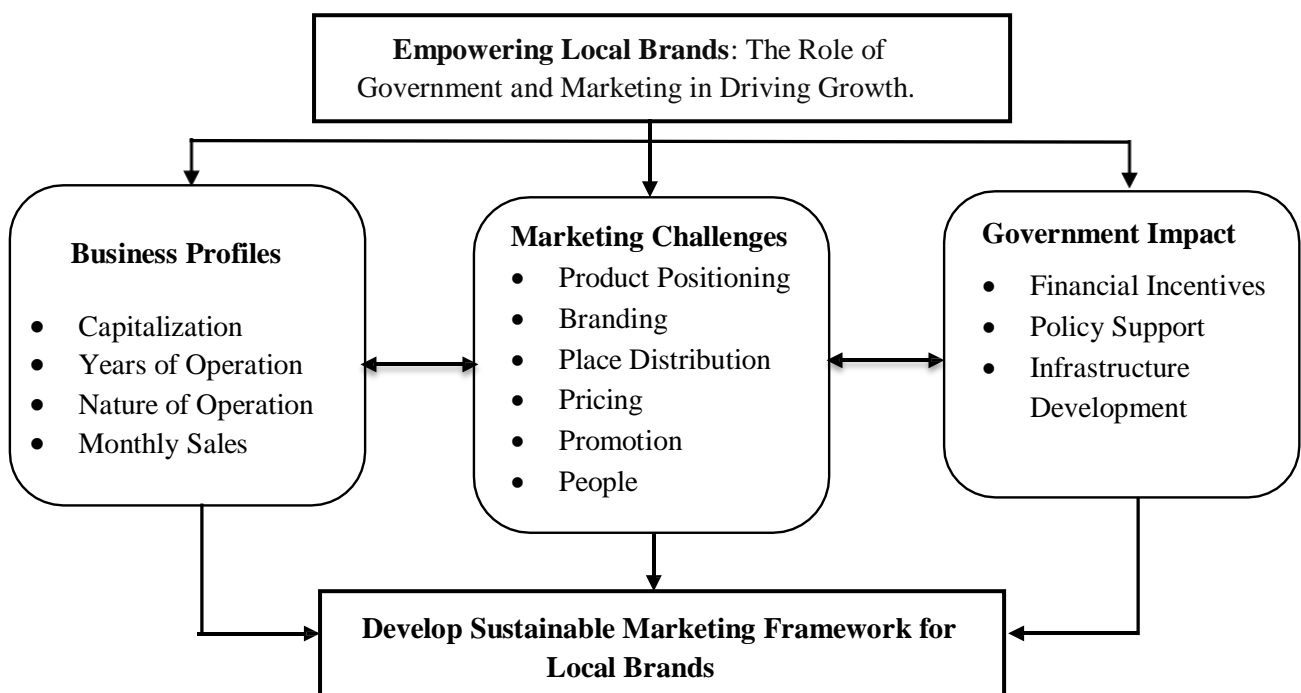 Empowering Local Brands: The Role of
Government and Marketing in Driving Growth.
Business Profiles
• Capitalization
• Years of Operation
• Nature of Operation
• Monthly Sales
Marketing Challenges
• Product Positioning
• Branding
• Place Distribution
• Pricing
• Promotion
• People
Government Impact
• Financial Incentives
• Policy Support
• Infrastructure
Development
Develop Sustainable Marketing Framework for
Local Brands